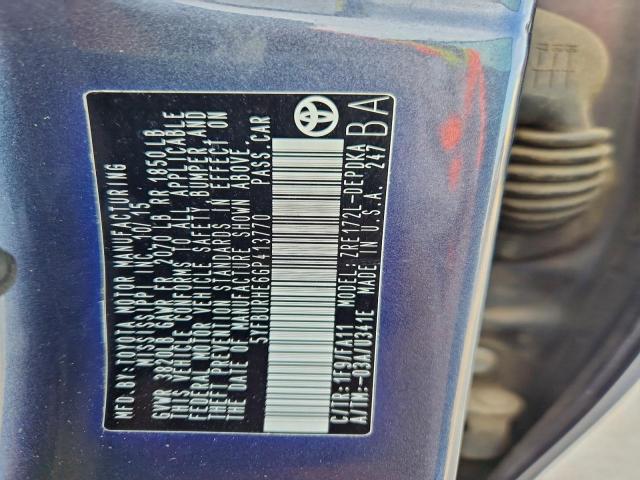 MFD.BY:TOYOTA MOTOR MANUFACTURING
MISSISSIPPI, INC. 10/15
GVWR 3820LB GAWR FR 2070 LB RR 1850LB
THIS VEHICLE CONFORMS TO ALL APPLICABLE
FEDERAL MOTOR VEHICLE SAFETY, BUMPER AND
THEFT PREVENTION STANDARDS IN EFFECT ON
THE DATE OF MANUFACTURE SHOWN ABOVE.
5YFBURHE6GP413770 PASS.CAR
C/TR:1F9/FA11
MODEL:ZRE172L-DEPDKA
A/TM:-03A/U341E
MADE IN U.S.A. 247
BA